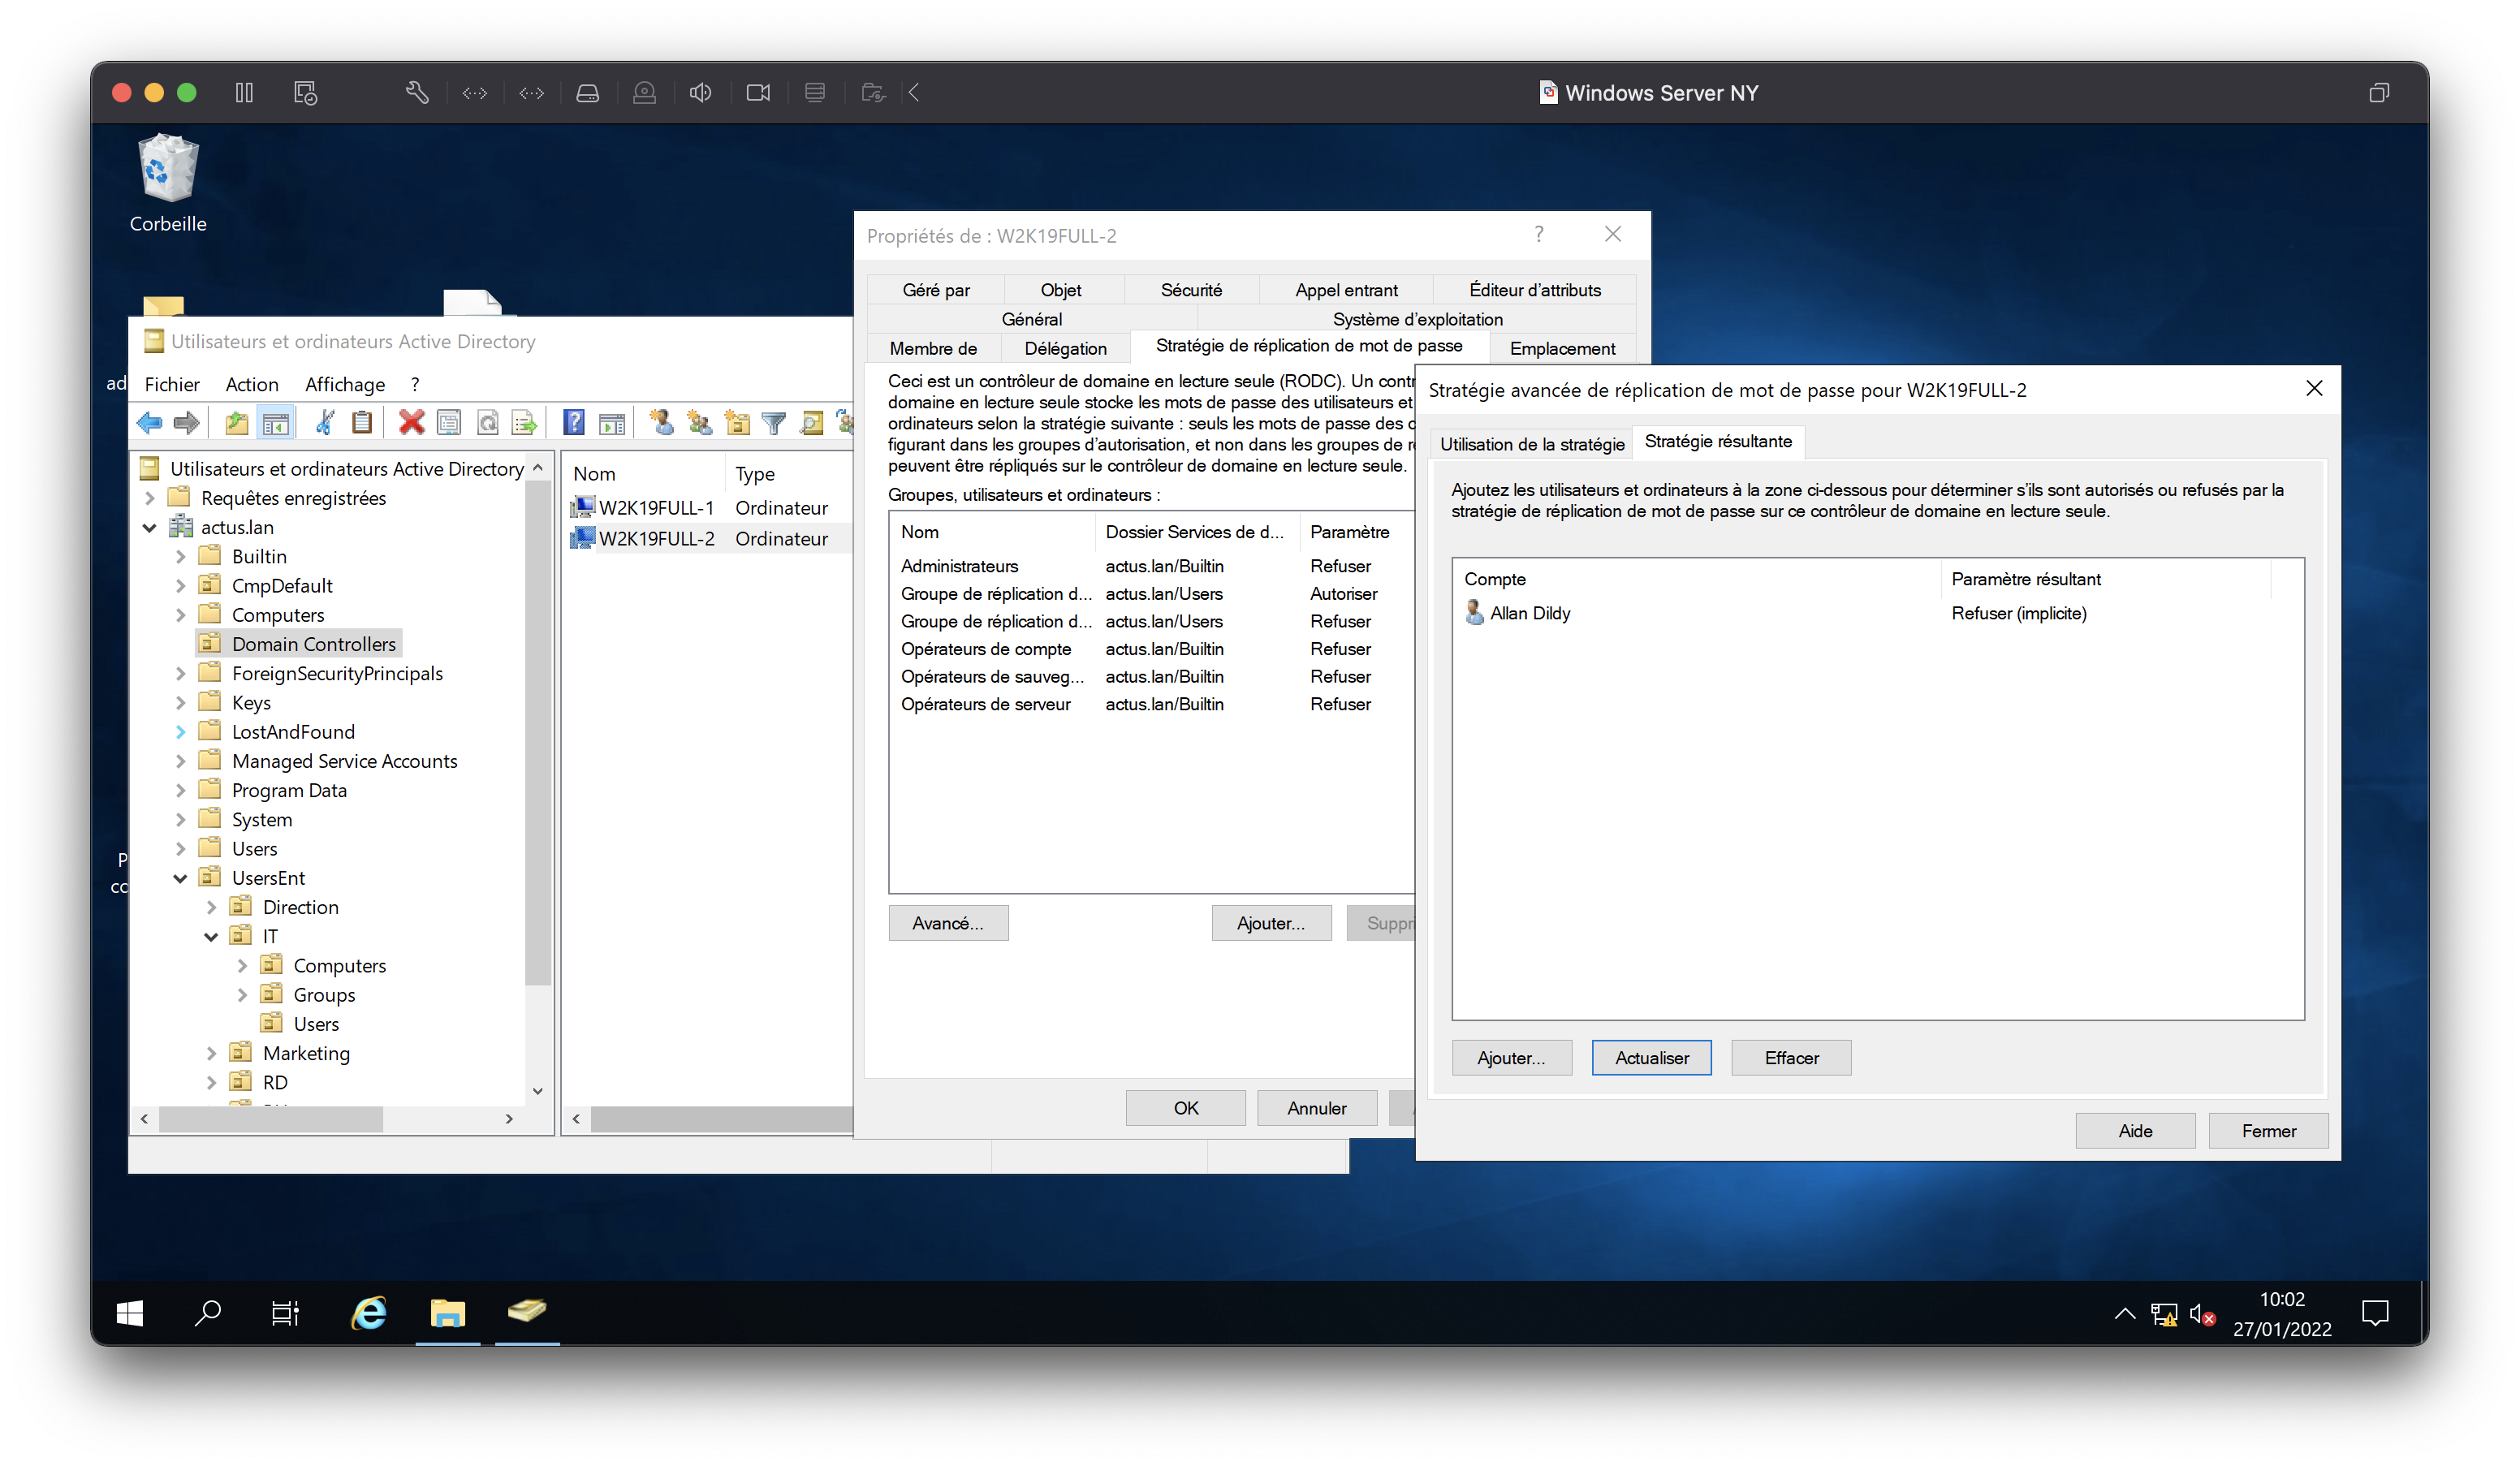 Windows Server NY
Corbeille
Propriétés de : W2K19FULL-2
?
Géré par
Objet
Sécurité
Appel entrant
Éditeur d'attributs
Général
Système d'exploitation
Membre de
Délégation
Stratégie de réplication de mot de passe
Emplacement
Ceci est un contrôleur de domaine en lecture seule (RODC). Un
domaine en lecture seule stocke les mots de passe des utilisateurs et
ordinateurs selon la stratégie suivante : seuls les mots de passe des
figurant dans les groupes d'autorisation, et non dans les groupes de
peuvent être répliqués sur le contrôleur de domaine en lecture seule.
Groupes, utilisateurs et ordinateurs :
Nom Dossier Services de d... Paramètre
Administrateurs actus.lan/Builtin Refuser
Groupe de réplication d... actus.lan/Users Autoriser
Groupe de réplication d... actus.lan/Users Refuser
Opérateurs de compte actus.lan/Builtin Refuser
Opérateurs de sauveg... actus.lan/Builtin Refuser
Opérateurs de serveur actus.lan/Builtin Refuser
Avancé...
Ajouter...
Suppri
OK
Annuler
Utilisateurs et ordinateurs Active Directory
ad
Fichier Action Affichage ?
Utilisateurs et ordinateurs Active Directory
Requêtes enregistrées
actus.lan
Builtin
CmpDefault
Computers
Domain Controllers
ForeignSecurityPrincipals
Keys
LostAndFound
Managed Service Accounts
Program Data
System
Users
UsersEnt
Direction
IT
Computers
Groups
Users
Marketing
RD
P
co
Nom Type
W2K19FULL-1 Ordinateur
W2K19FULL-2 Ordinateur
Stratégie avancée de réplication de mot de passe pour W2K19FULL-2
Utilisation de la stratégie
Stratégie résultante
Ajoutez les utilisateurs et ordinateurs à la zone ci-dessous pour déterminer s'ils sont autorisés ou refusés par la
stratégie de réplication de mot de passe sur ce contrôleur de domaine en lecture seule.
Compte Paramètre résultant
Allan Dildy Refuser (implicite)
Ajouter...
Actualiser
Effacer
Aide
Fermer
10:02
27/01/2022